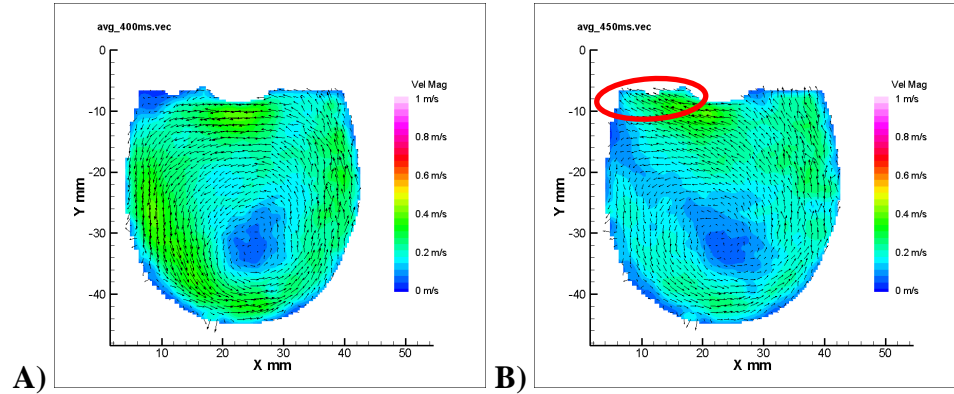 avg_400ms.vec
0
-10
-20
-30
-40
Y mm
10 20 30 40 50
X mm
Vel Mag
1 m/s
0.8 m/s
0.6 m/s
0.4 m/s
0.2 m/s
0 m/s
A)
avg_450ms.vec
0
-10
-20
-30
-40
Y mm
10 20 30 40 50
X mm
Vel Mag
1 m/s
0.8 m/s
0.6 m/s
0.4 m/s
0.2 m/s
0 m/s
B)